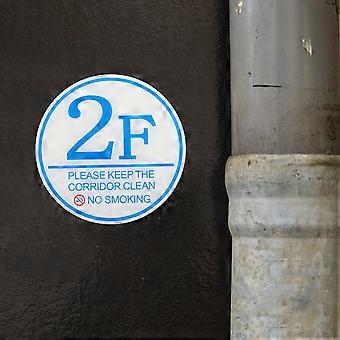 2F
PLEASE KEEP THE
CORRIDOR CLEAN
NO SMOKING